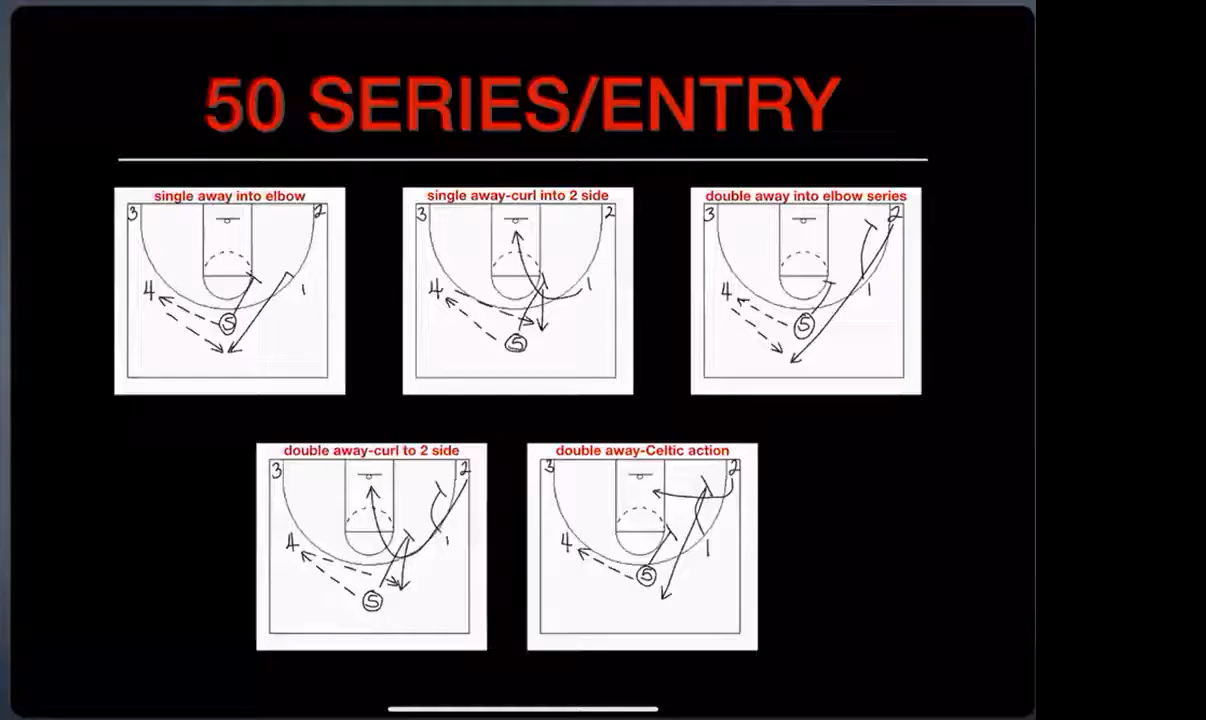 50 SERIES/ENTRY
single away into elbow
3 2
4 1
5
single away-curl into 2 side
3 2
4 1
5
double away into elbow series
3 2
4 1
5
double away-curl to 2 side
3 2
4 1
5
double away-Celtic action
3 2
4 1
5